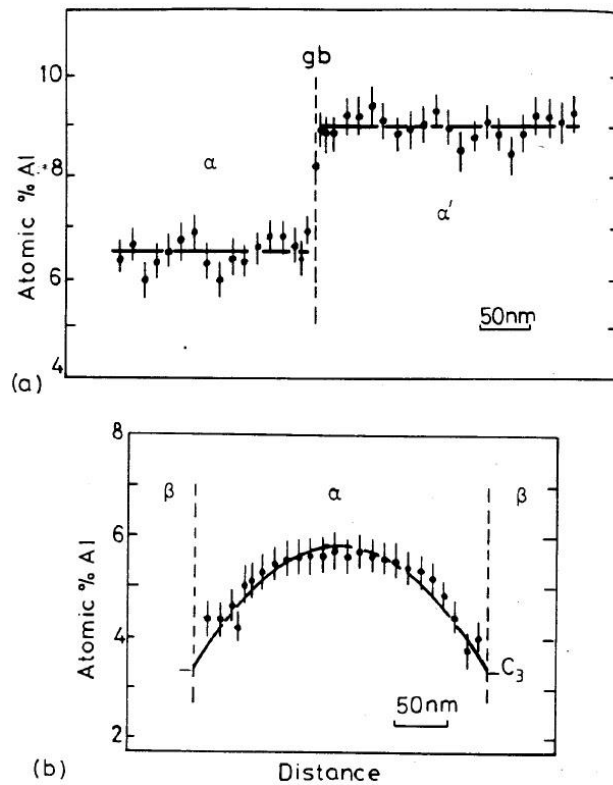 gb
10
8
6
4
Atomic % Al
α
α'
50nm
(a)
8
6
4
2
Atomic % Al
β
α
β
C₃
50nm
(b)
Distance